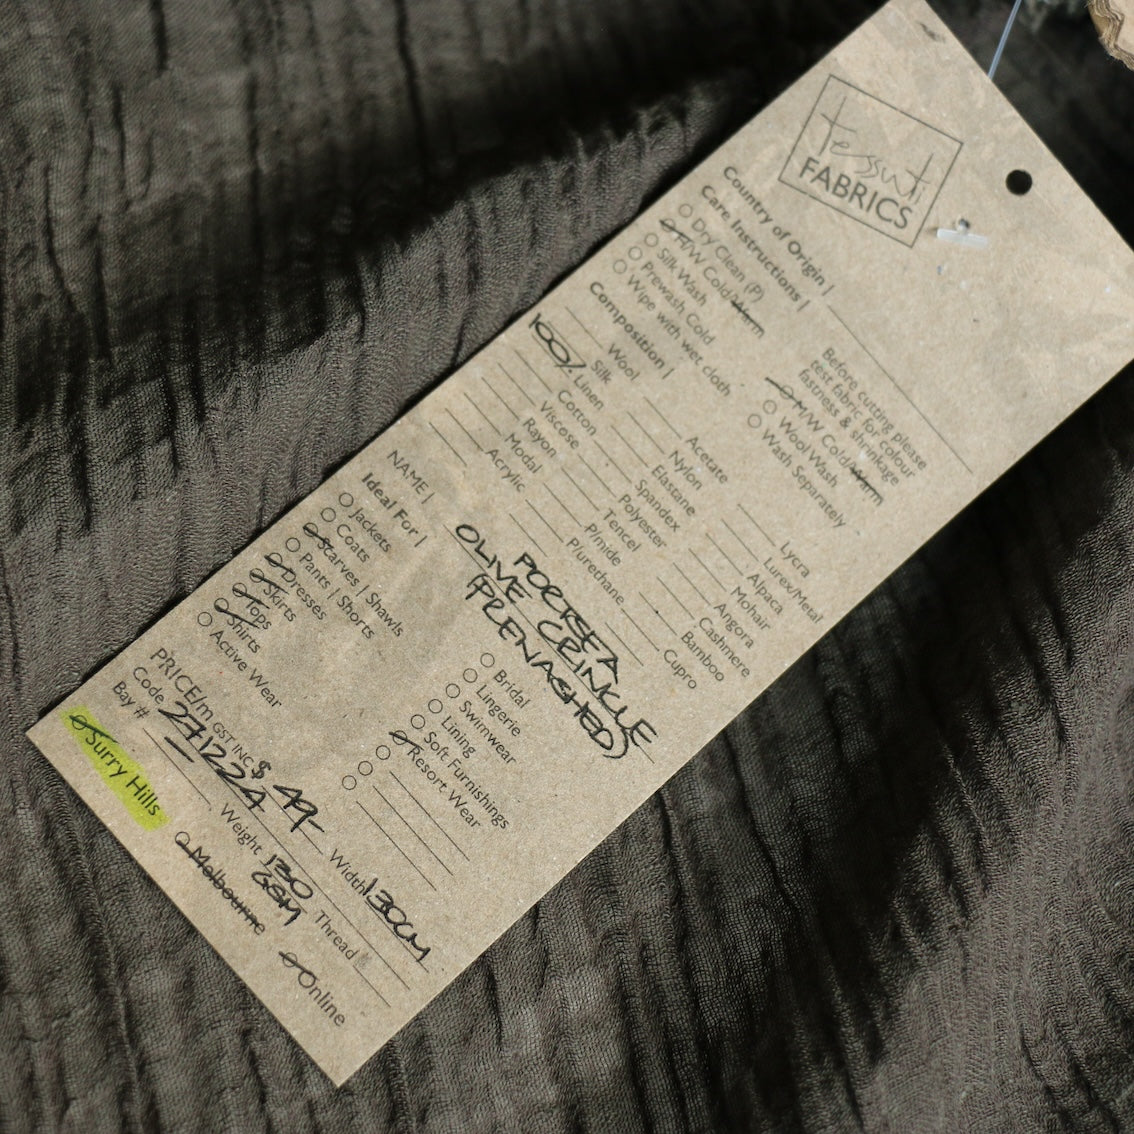 tessuti
FABRICS
Country of Origin |
Care Instructions |
Dry Clean (P)
H/W Cold/Warm
Silk Wash
Prewash Cold
Wipe with wet cloth
Before cutting please
test fabric for Colour
fastness & shrinkage
M/W Cold/Warm
Wool Wash
Wash Separately
Composition |
Wool
Silk
100% Linen
Cotton
Viscose
Rayon
Modal
Acrylic
Acetate
Nylon
Elastane
Spandex
Polyester
Tencel
P/mide
P/urethane
Lycra
Lurex/Metal
Alpaca
Mohair
Angora
Cashmere
Bamboo
Cupro
NAME |
PORTSEA
OLIVE CRINKLE
(PREWASHED)
Ideal For |
Jackets
Coats
Scarves | Shawls
Pants | Shorts
Dresses
Skirts
Tops
Shirts
Active Wear
Bridal
Lingerie
Swimwear
Lining
Soft Furnishings
Resort Wear
PRICE/m GST INC $ 49-
Code 271224
Bay #
Width 130CM
Weight 130
GSM
Thread
Surry Hills
Melbourne
Online